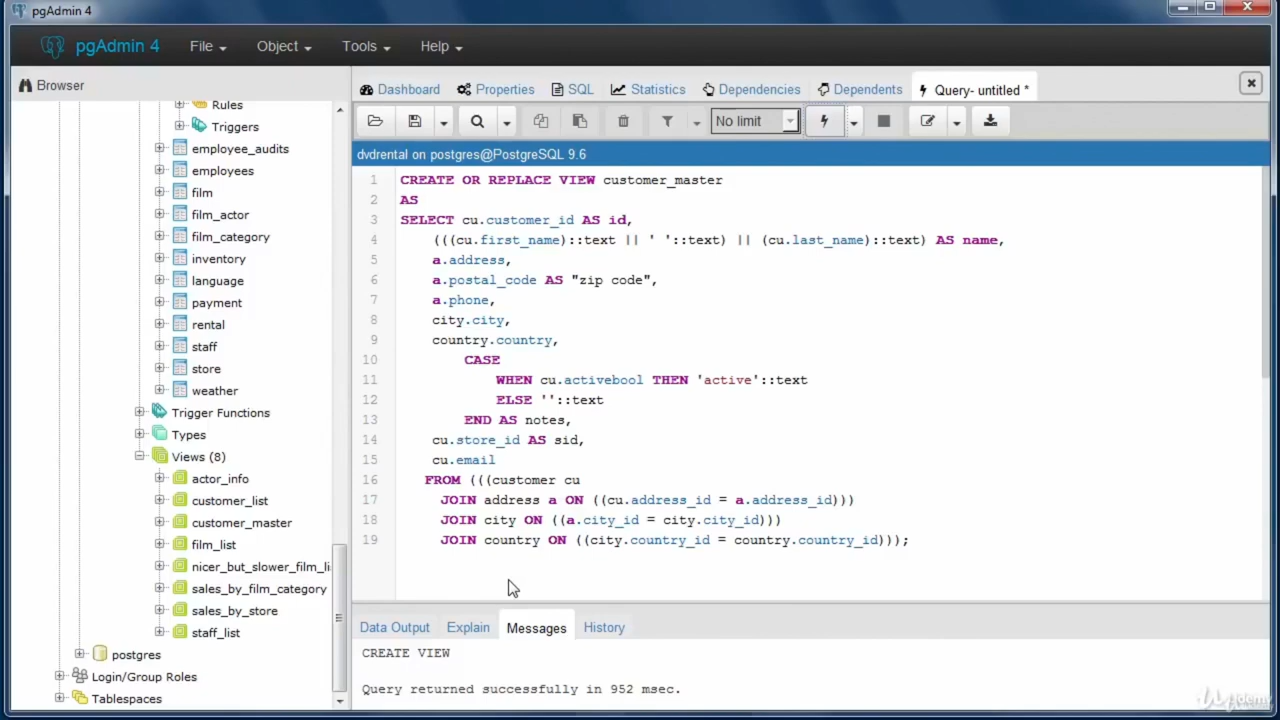 pgAdmin 4
pgAdmin 4 File Object Tools Help
Browser
Rules
Triggers
employee_audits
employees
film
film_actor
film_category
inventory
language
payment
rental
staff
store
weather
Trigger Functions
Types
Views (8)
actor_info
customer_list
customer_master
film_list
nicer_but_slower_film_li
sales_by_film_category
sales_by_store
staff_list
postgres
Login/Group Roles
Tablespaces
Dashboard Properties SQL Statistics Dependencies Dependents Query- untitled *
No limit
dvdrental on postgres@PostgreSQL 9.6
1 CREATE OR REPLACE VIEW customer_master
2 AS
3 SELECT cu.customer_id AS id,
4 (((cu.first_name)::text || ' '::text) || (cu.last_name)::text) AS name,
5 a.address,
6 a.postal_code AS "zip code",
7 a.phone,
8 city.city,
9 country.country,
10 CASE
11 WHEN cu.activebool THEN 'active'::text
12 ELSE ''::text
13 END AS notes,
14 cu.store_id AS sid,
15 cu.email
16 FROM (((customer cu
17 JOIN address a ON ((cu.address_id = a.address_id)))
18 JOIN city ON ((a.city_id = city.city_id)))
19 JOIN country ON ((city.country_id = country.country_id)));
Data Output Explain Messages History
CREATE VIEW
Query returned successfully in 952 msec.
Udemy